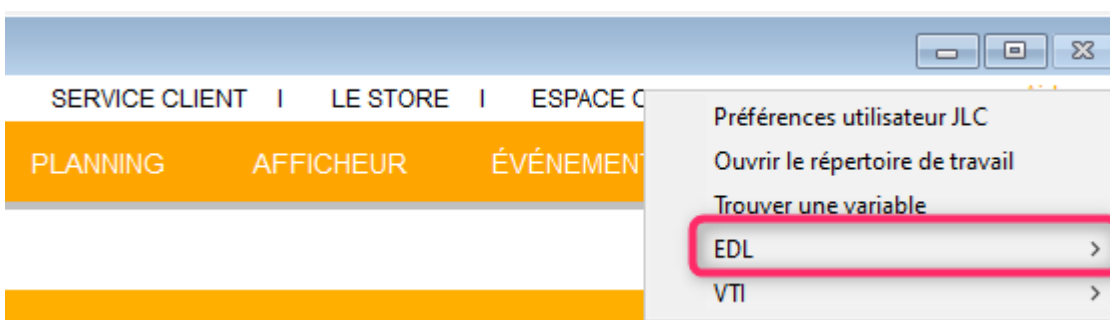 SERVICE CLIENT I LE STORE I ESPACE C
PLANNING AFFICHEUR ÉVÉNEMENT
Préférences utilisateur JLC
Ouvrir le répertoire de travail
Trouver une variable
EDL
VTI